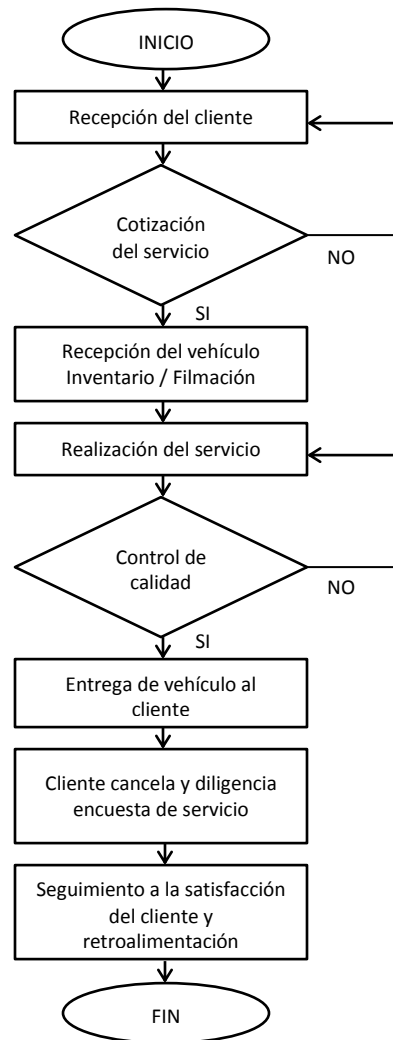 INICIO
Recepción del cliente
Cotización
del servicio
NO
SI
Recepción del vehículo
Inventario / Filmación
Realización del servicio
Control de
calidad
NO
SI
Entrega de vehículo al
cliente
Cliente cancela y diligencia
encuesta de servicio
Seguimiento a la satisfacción
del cliente y
retroalimentación
FIN